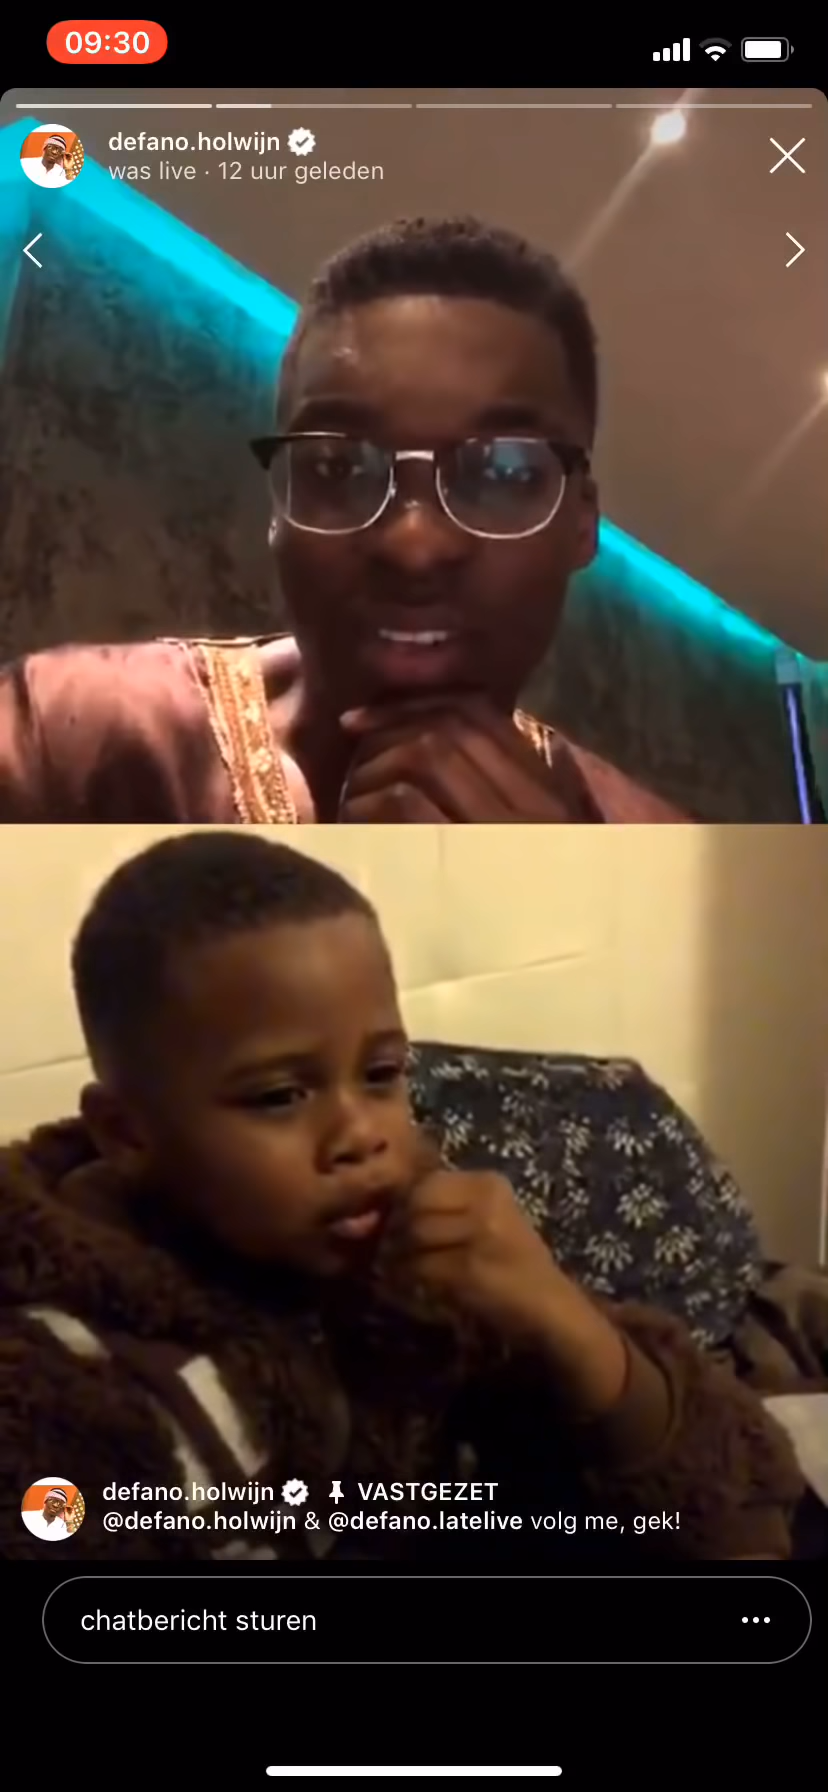 09:30
defano.holwijn
was live · 12 uur geleden
defano.holwijn VASTGEZET
@defano.holwijn & @defano.latelive volg me, gek!
chatbericht sturen